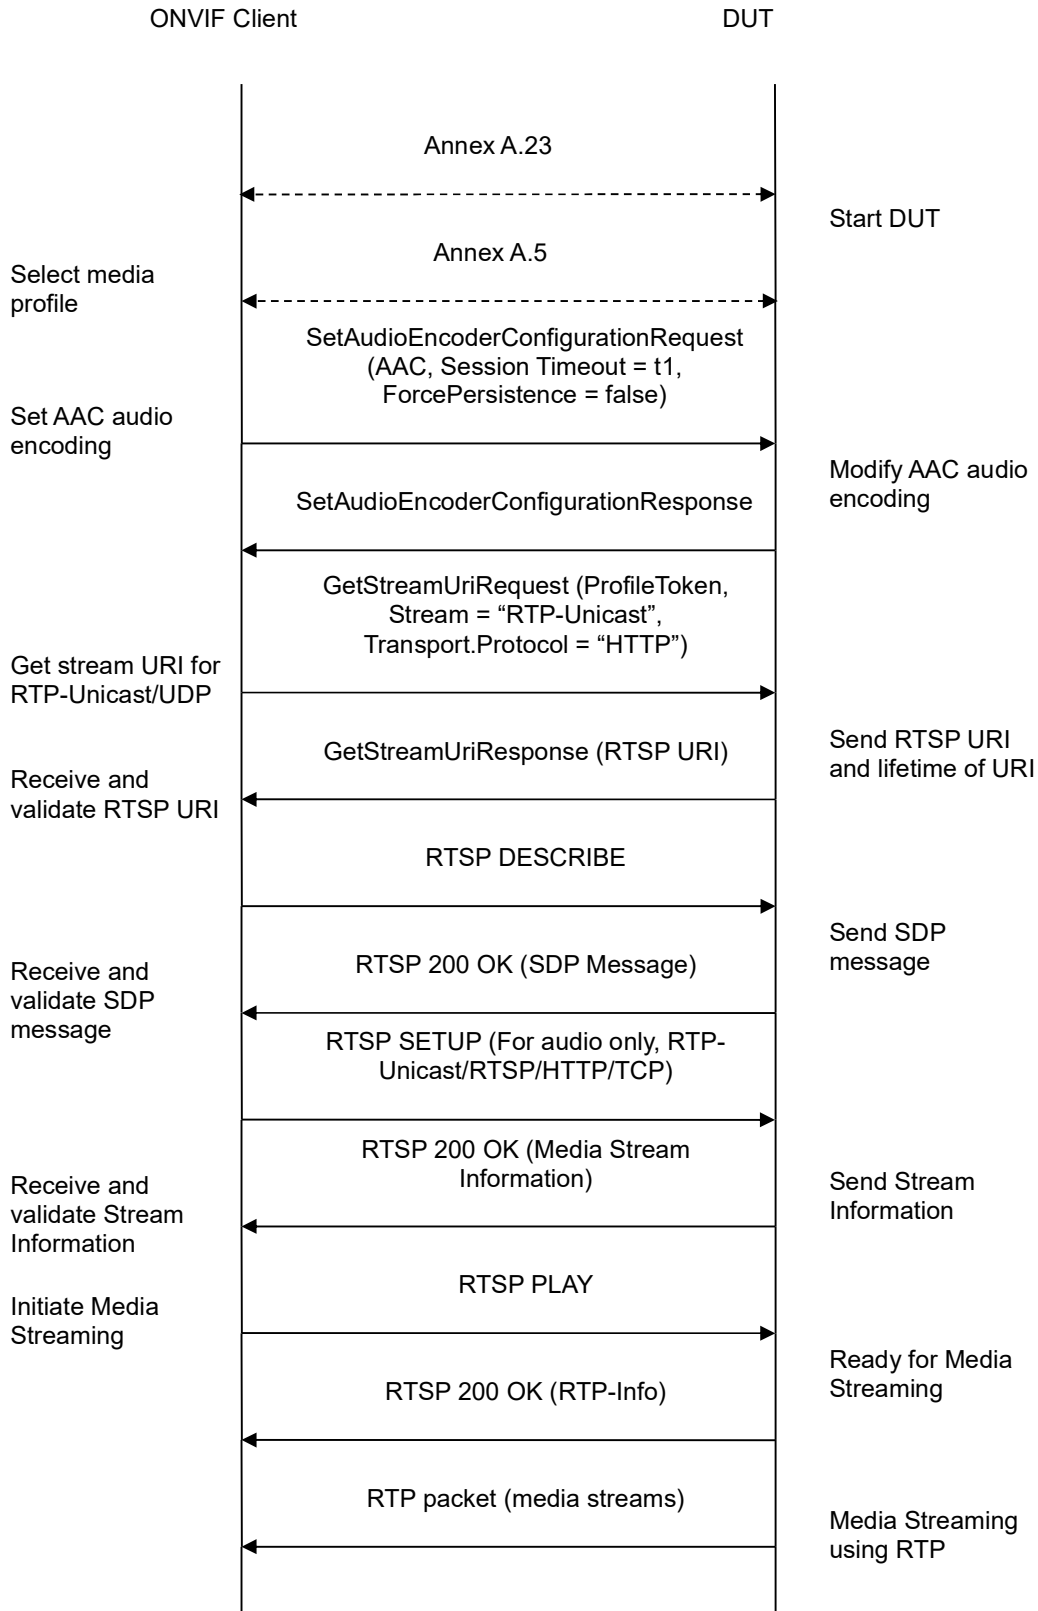 ONVIF Client
DUT
Annex A.23
Start DUT
Annex A.5
Select media
profile
SetAudioEncoderConfigurationRequest
(AAC, Session Timeout = t1,
ForcePersistence = false)
Set AAC audio
encoding
Modify AAC audio
encoding
SetAudioEncoderConfigurationResponse
GetStreamUriRequest (ProfileToken,
Stream = “RTP-Unicast”,
Transport.Protocol = “HTTP”)
Get stream URI for
RTP-Unicast/UDP
Send RTSP URI
and lifetime of URI
GetStreamUriResponse (RTSP URI)
Receive and
validate RTSP URI
RTSP DESCRIBE
Send SDP
message
RTSP 200 OK (SDP Message)
Receive and
validate SDP
message
RTSP SETUP (For audio only, RTP-
Unicast/RTSP/HTTP/TCP)
RTSP 200 OK (Media Stream
Information)
Send Stream
Information
Receive and
validate Stream
Information
RTSP PLAY
Initiate Media
Streaming
Ready for Media
Streaming
RTSP 200 OK (RTP-Info)
RTP packet (media streams)
Media Streaming
using RTP